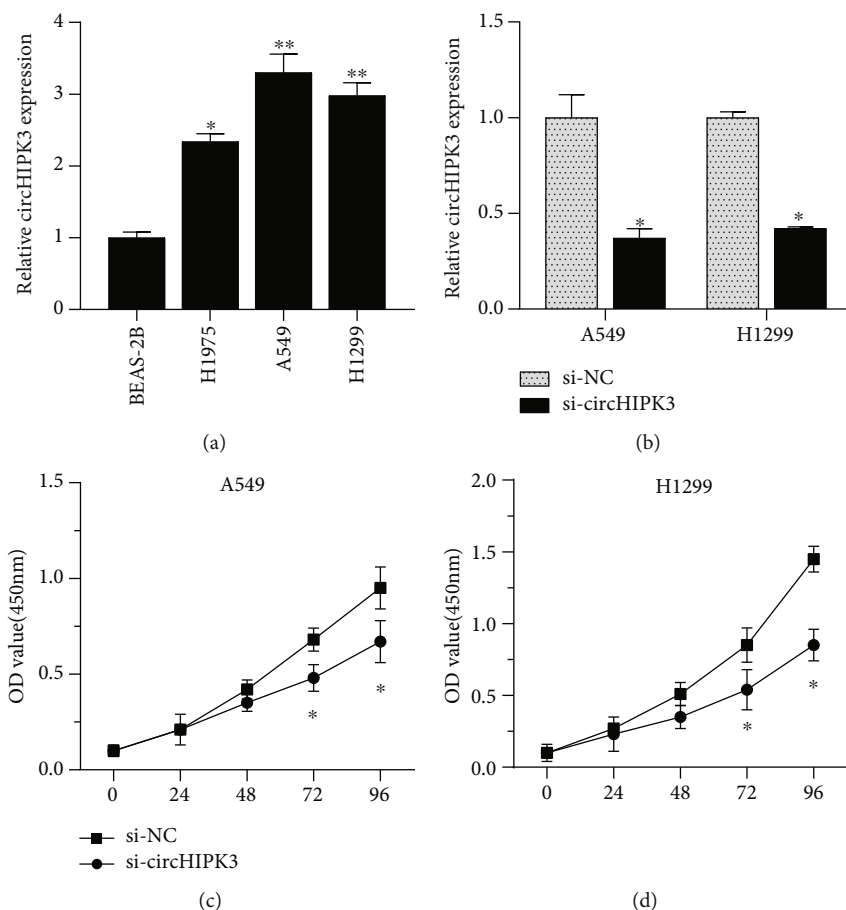 Relative circHIPK3 expression
4
3
2
1
0
*
**
**
BEAS-2B
H1975
A549
H1299
(a)
Relative circHIPK3 expression
1.5
1.0
0.5
0.0
*
*
A549
H1299
si-NC
si-circHIPK3
(b)
A549
OD value(450nm)
1.5
1.0
0.5
0.0
*
*
0
24
48
72
96
si-NC
si-circHIPK3
(c)
H1299
OD value(450nm)
2.0
1.5
1.0
0.5
0.0
*
*
0
24
48
72
96
(d)